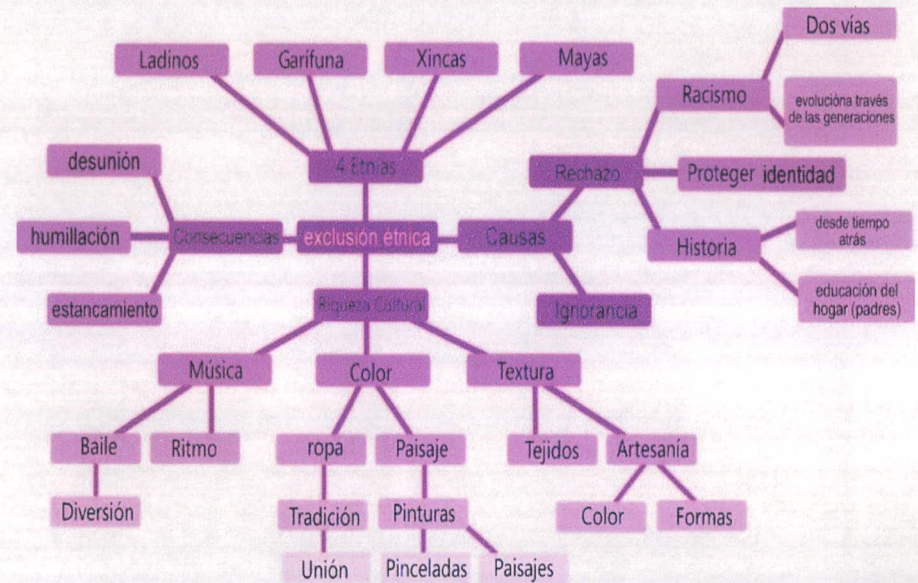 Dos vías
Ladinos
Garífuna
Xincas
Mayas
Racismo
evolucióna través
de las generaciones
desunión
4 Etnias
Rechazo
Proteger identidad
humillación
Consecuencias
exclusión étnica
Causas
Historia
desde tiempo
atrás
estancamiento
Riqueza Cultural
Ignorancia
educación del
hogar (padres)
Música
Color
Textura
Baile
Ritmo
ropa
Paisaje
Tejidos
Artesanía
Diversión
Tradición
Pinturas
Color
Formas
Unión
Pinceladas
Paisajes